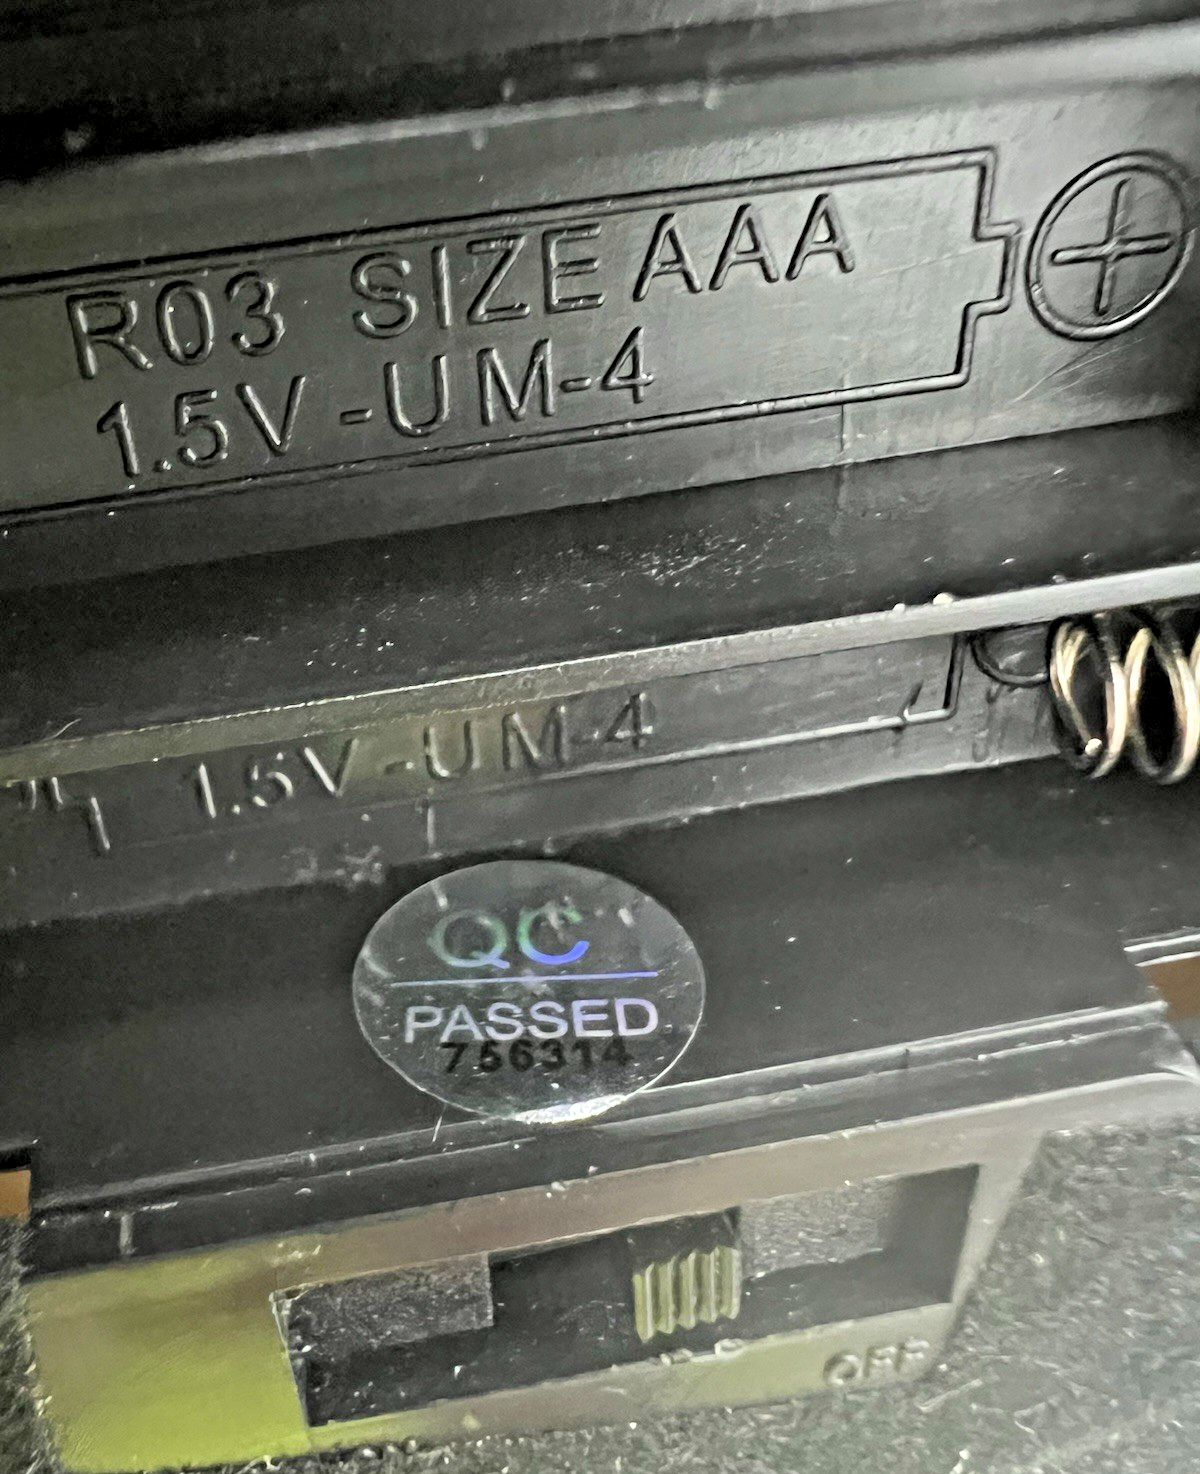 R03 SIZE AAA
1.5V -UM-4
1.5V -UM-4
QC
PASSED
756314
OFF